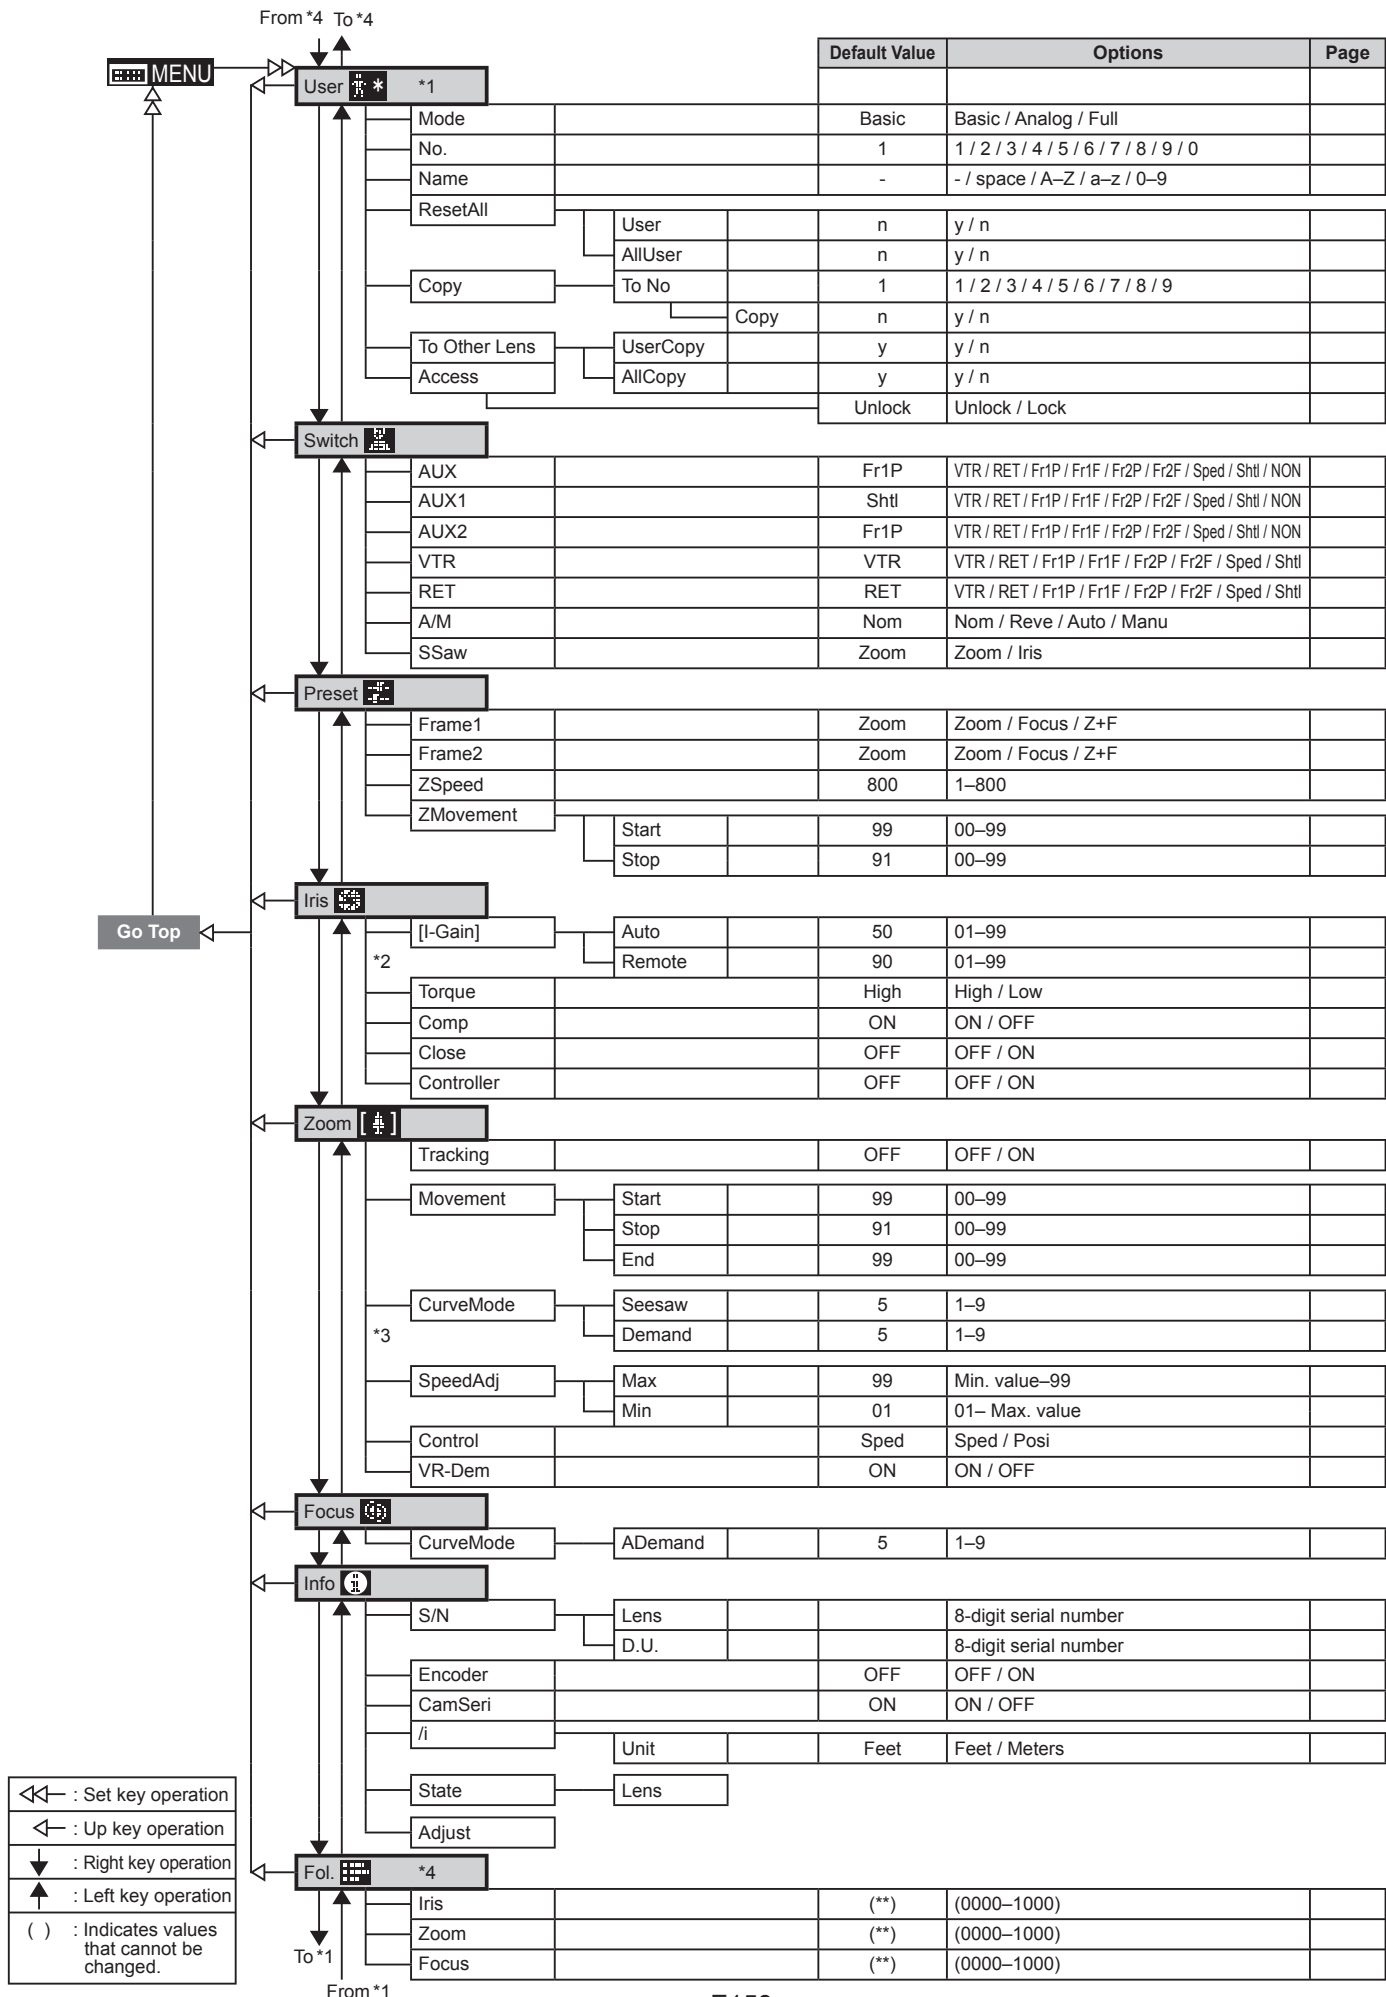 From *4 To *4
Default Value Options Page
MENU
User * *1
Mode Basic Basic / Analog / Full
No. 1 1 / 2 / 3 / 4 / 5 / 6 / 7 / 8 / 9 / 0
Name - - / space / A–Z / a–z / 0–9
ResetAll
User n y / n
AllUser n y / n
Copy To No 1 1 / 2 / 3 / 4 / 5 / 6 / 7 / 8 / 9
Copy n y / n
To Other Lens UserCopy y y / n
Access AllCopy y y / n
Unlock Unlock / Lock
Switch
AUX Fr1P VTR / RET / Fr1P / Fr1F / Fr2P / Fr2F / Sped / Shtl / NON
AUX1 Shtl VTR / RET / Fr1P / Fr1F / Fr2P / Fr2F / Sped / Shtl / NON
AUX2 Fr1P VTR / RET / Fr1P / Fr1F / Fr2P / Fr2F / Sped / Shtl / NON
VTR VTR VTR / RET / Fr1P / Fr1F / Fr2P / Fr2F / Sped / Shtl
RET RET VTR / RET / Fr1P / Fr1F / Fr2P / Fr2F / Sped / Shtl
A/M Nom Nom / Reve / Auto / Manu
SSaw Zoom Zoom / Iris
Preset
Frame1 Zoom Zoom / Focus / Z+F
Frame2 Zoom Zoom / Focus / Z+F
ZSpeed 800 1–800
ZMovement
Start 99 00–99
Stop 91 00–99
Iris
Go Top
[I-Gain] Auto 50 01–99
*2 Remote 90 01–99
Torque High High / Low
Comp ON ON / OFF
Close OFF OFF / ON
Controller OFF OFF / ON
Zoom [ ]
Tracking OFF OFF / ON
Movement Start 99 00–99
Stop 91 00–99
End 99 00–99
CurveMode Seesaw 5 1–9
*3 Demand 5 1–9
SpeedAdj Max 99 Min. value–99
Min 01 01– Max. value
Control Sped Sped / Posi
VR-Dem ON ON / OFF
Focus
CurveMode ADemand 5 1–9
Info i
S/N Lens 8-digit serial number
D.U. 8-digit serial number
Encoder OFF OFF / ON
CamSeri ON ON / OFF
/i
Unit Feet Feet / Meters
State Lens
Adjust
Fol. *4
Iris (**) (0000–1000)
Zoom (**) (0000–1000)
Focus (**) (0000–1000)
To *1
From *1
: Set key operation
: Up key operation
: Right key operation
: Left key operation
( ) : Indicates values
that cannot be
changed.